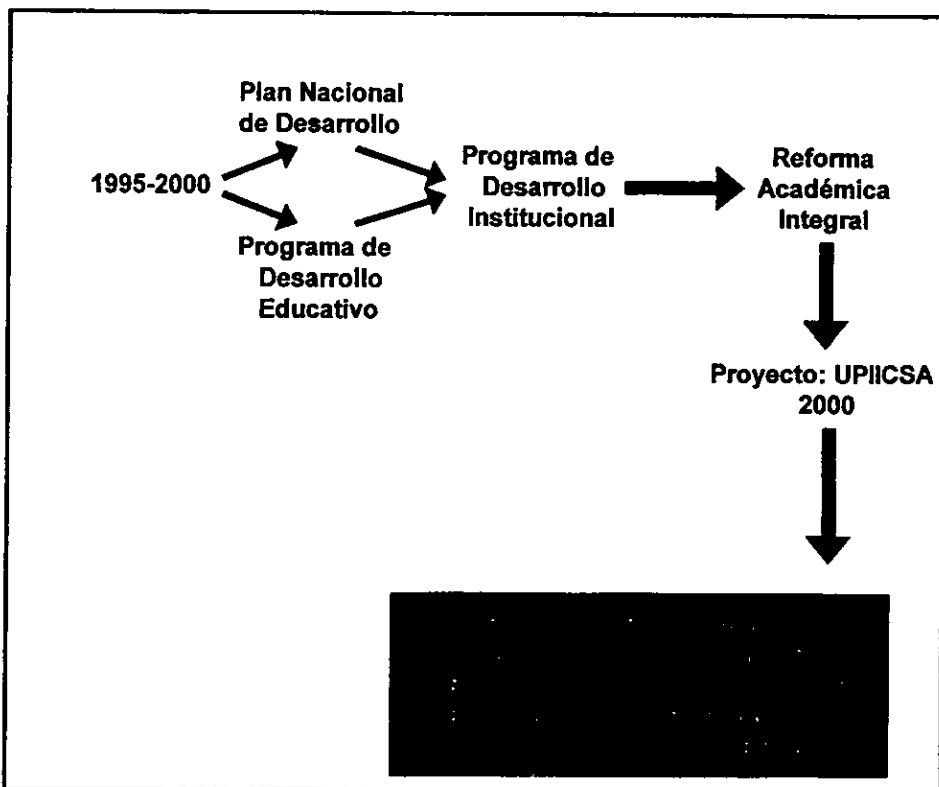 Plan Nacional
de Desarrollo
1995-2000
Programa de
Desarrollo
Educativo
Programa de
Desarrollo
Institucional
Reforma
Académica
Integral
Proyecto: UPIICSA
2000